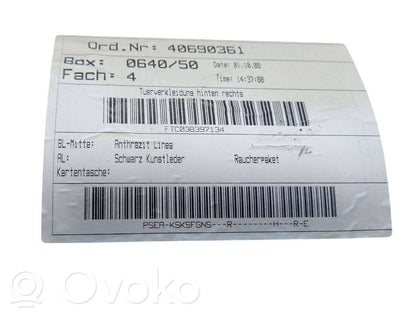 Ord.Nr: 40690361
Box: 0640/50 Date: 01.10.08
Fach: 4 Time: 14:37:00
Tuerverkleidung hinten rechts
FTC038397134
BL-Mitte: Anthrazit Linea
AL: Schwarz Kunstleder Raucherpaket
Kartentasche:
PSER-KSKSFGNS---R-------H---R-E
OVOKO